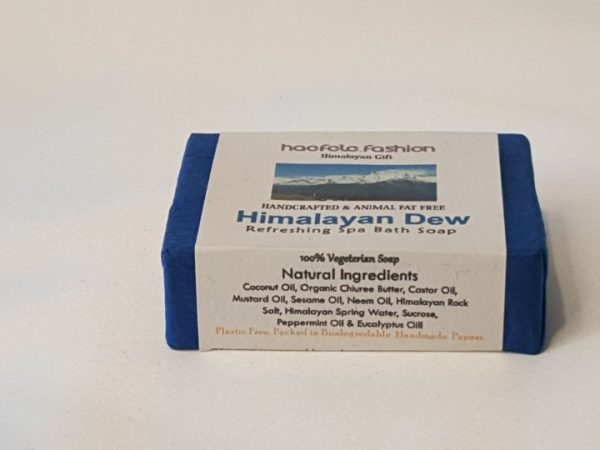 haefele.fashion
Himalayan Gift
HANDCRAFTED & ANIMAL FAT FREE
Himalayan Dew
Refreshing Spa Bath Soap
100% Vegeterian Soap
Natural Ingredients
Coconut Oil, Organic Chiuree Butter, Castor Oil,
Mustard Oil, Sesame Oil, Neem Oil, Himalayan Rock
Salt, Himalayan Spring Water, Sucrose,
Peppermint Oil & Eucalyptus Oill
Plastic Free, Packed in Biodegradable Handmade Papers